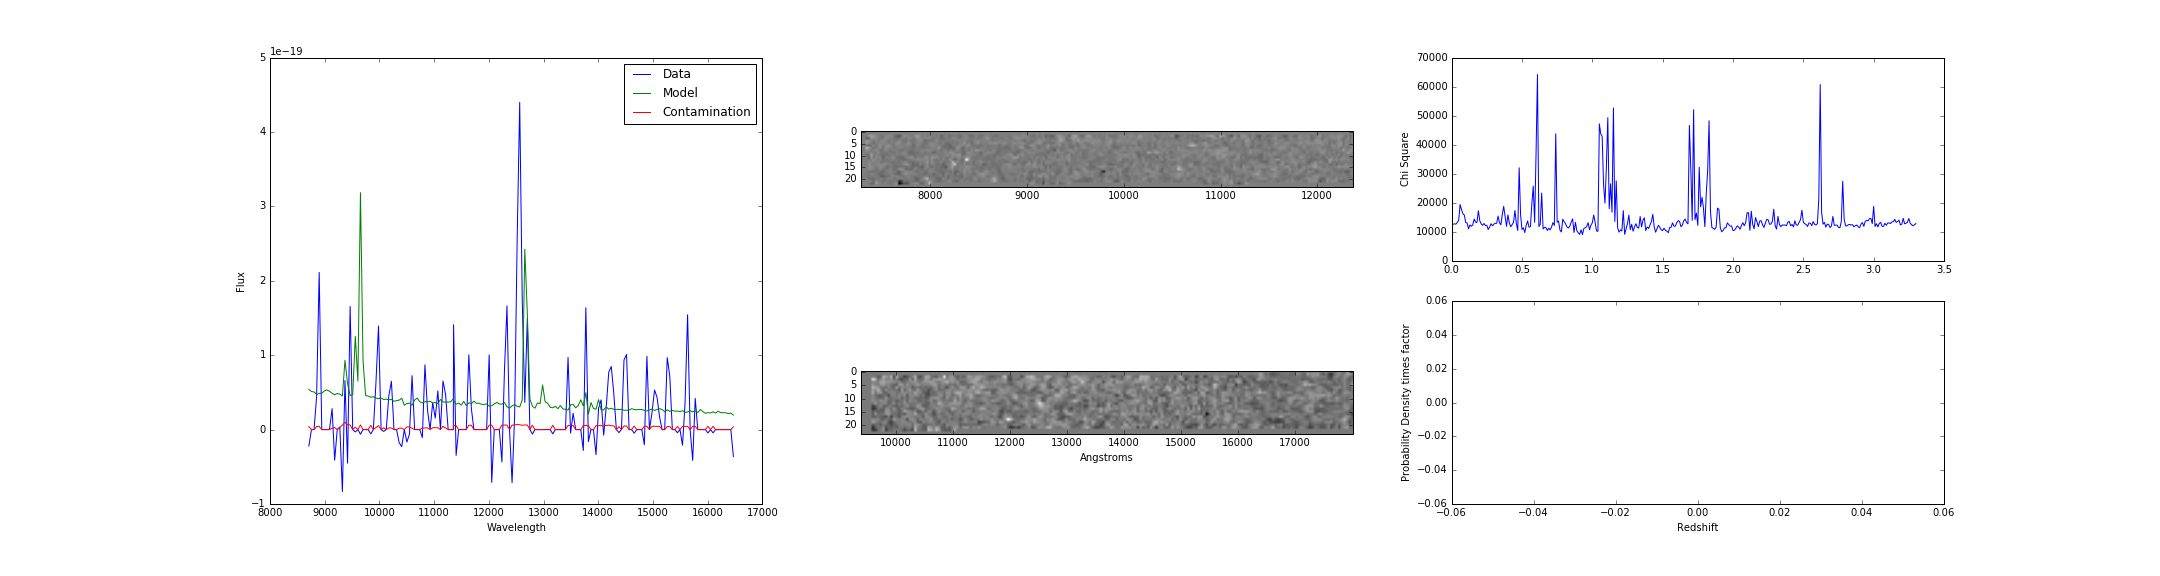 1e−19
5
4
3
2
1
0
−1
Flux
8000 9000 10000 11000 12000 13000 14000 15000 16000 17000
Wavelength
Data
Model
Contamination
0
5
10
15
20
8000 9000 10000 11000 12000
0
5
10
15
20
10000 11000 12000 13000 14000 15000 16000 17000
Angstroms
70000
60000
50000
40000
30000
20000
10000
0
Chi Square
0.0 0.5 1.0 1.5 2.0 2.5 3.0 3.5
0.06
0.04
0.02
0.00
−0.02
−0.04
−0.06
Probability Density times factor
−0.06 −0.04 −0.02 0.00 0.02 0.04 0.06
Redshift